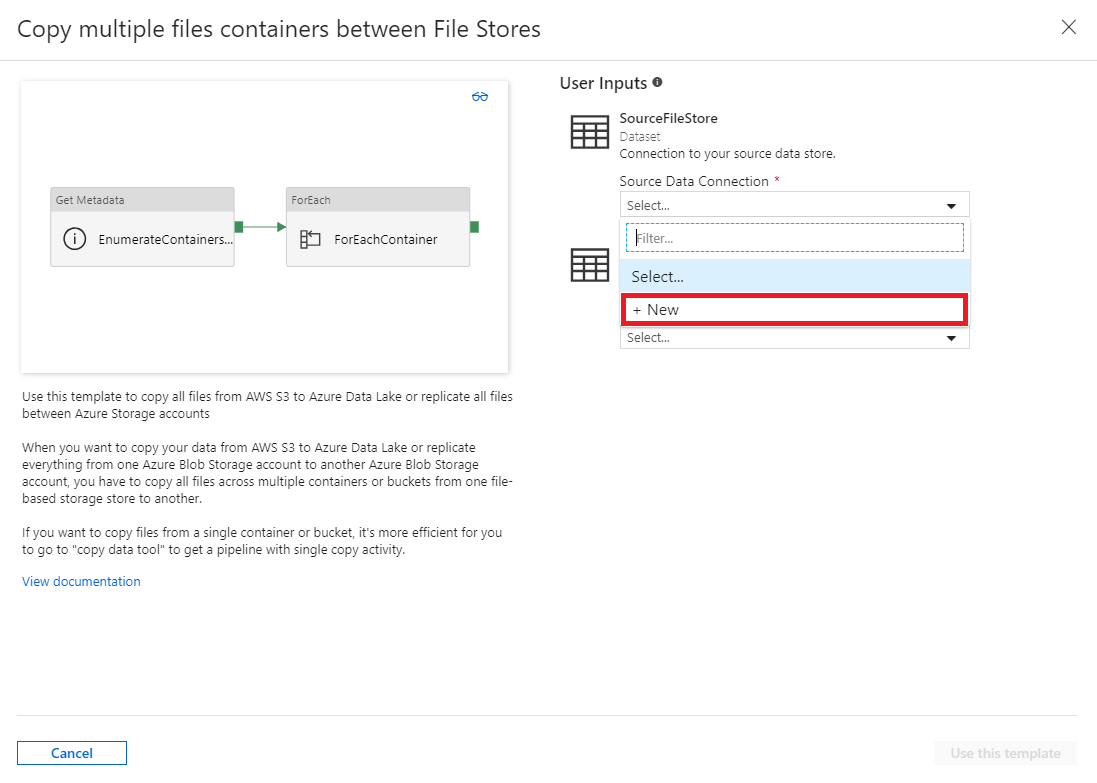 Copy multiple files containers between File Stores
Get Metadata
EnumerateContainers...
ForEach
ForEachContainer
Use this template to copy all files from AWS S3 to Azure Data Lake or replicate all files
between Azure Storage accounts
When you want to copy your data from AWS S3 to Azure Data Lake or replicate
everything from one Azure Blob Storage account to another Azure Blob Storage
account, you have to copy all files across multiple containers or buckets from one file-
based storage store to another.
If you want to copy files from a single container or bucket, it's more efficient for you
to go to "copy data tool" to get a pipeline with single copy activity.
View documentation
User Inputs
SourceFileStore
Dataset
Connection to your source data store.
Source Data Connection *
Select...
Filter...
Select...
+ New
Select...
Cancel
Use this template